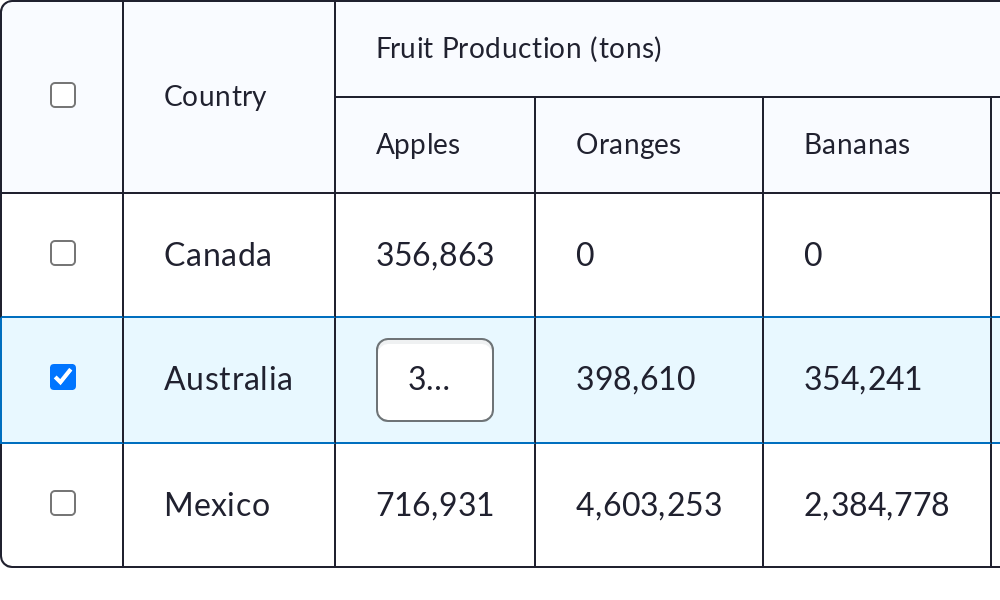 Country
Fruit Production (tons)
Apples Oranges Bananas
Canada 356,863 0 0
Australia 3... 398,610 354,241
Mexico 716,931 4,603,253 2,384,778